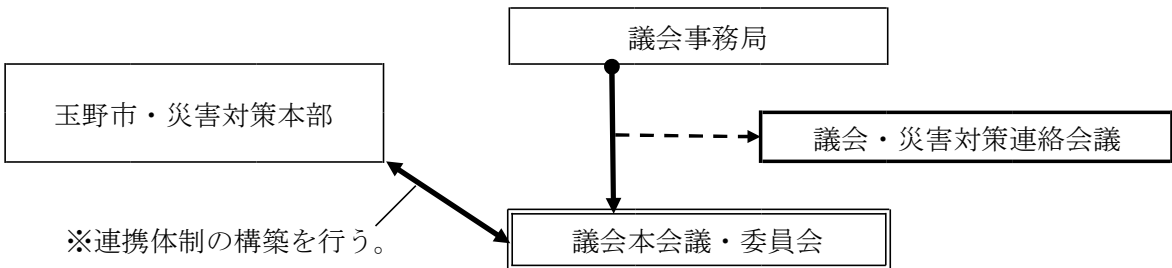 議会事務局
玉野市・災害対策本部
議会・災害対策連絡会議
※連携体制の構築を行う。
議会本会議・委員会